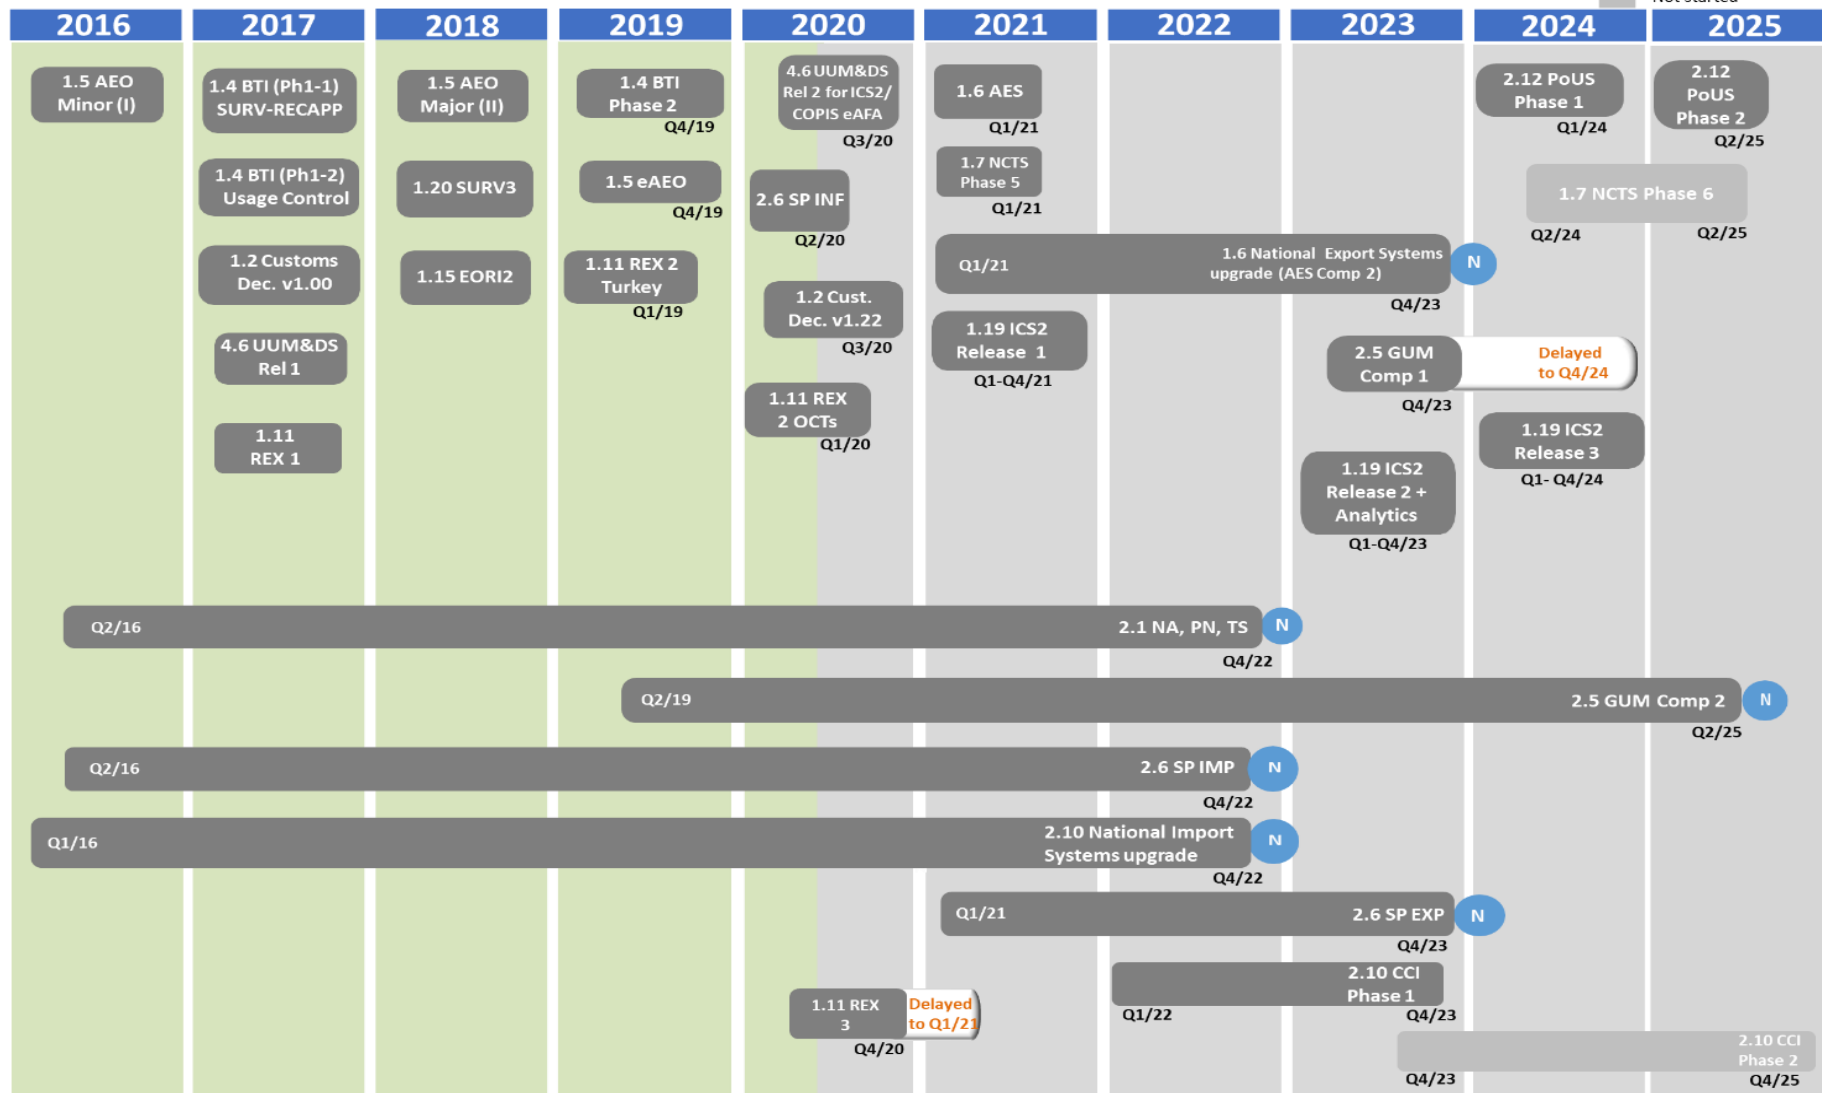 Not started
2016 2017 2018 2019 2020 2021 2022 2023 2024 2025
1.5 AEO
Minor (I)
1.4 BTI (Ph1-1)
SURV-RECAPP
1.5 AEO
Major (II)
1.4 BTI
Phase 2
Q4/19
4.6 UUM&DS
Rel 2 for ICS2/
COPIS eAFA
Q3/20
1.6 AES
Q1/21
2.12 PoUS
Phase 1
Q1/24
2.12
PoUS
Phase 2
Q2/25
1.4 BTI (Ph1-2)
Usage Control
1.20 SURV3
1.5 eAEO
Q4/19
2.6 SP INF
Q2/20
1.7 NCTS
Phase 5
Q1/21
1.7 NCTS Phase 6
Q2/24
Q2/25
1.2 Customs
Dec. v1.00
1.15 EORI2
1.11 REX 2
Turkey
Q1/19
1.2 Cust.
Dec. v1.22
Q3/20
Q1/21
1.6 National Export Systems
upgrade (AES Comp 2)
N
Q4/23
4.6 UUM&DS
Rel 1
1.19 ICS2
Release 1
Q1-Q4/21
2.5 GUM
Comp 1
Q4/23
Delayed
to Q4/24
1.11
REX 1
1.11 REX
2 OCTs
Q1/20
1.19 ICS2
Release 2 +
Analytics
Q1-Q4/23
1.19 ICS2
Release 3
Q1- Q4/24
Q2/16
2.1 NA, PN, TS
N
Q4/22
Q2/19
2.5 GUM Comp 2
N
Q2/25
Q2/16
2.6 SP IMP
N
Q4/22
Q1/16
2.10 National Import
Systems upgrade
N
Q4/22
Q1/21
2.6 SP EXP
N
Q4/23
2.10 CCI
Phase 1
Q1/22
Q4/23
1.11 REX
3
Q4/20
Delayed
to Q1/21
2.10 CCI
Phase 2
Q4/23
Q4/25